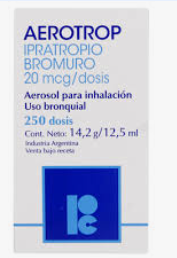 AEROTROP
IPRATROPIO
BROMURO
20 mcg/dosis
Aerosol para inhalación
Uso bronquial
250 dosis
Cont. Neto: 14,2 g/12,5 ml
Industria Argentina
Venta bajo receta